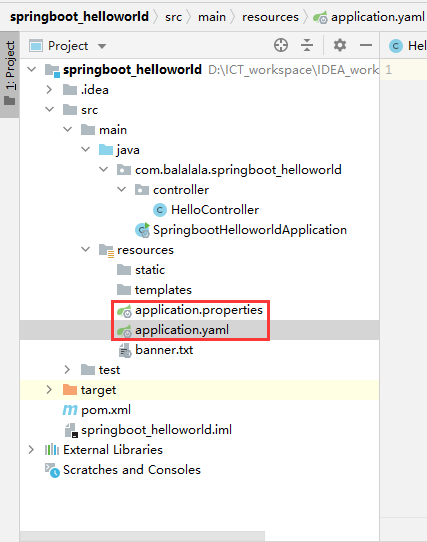 springboot_helloworld > src > main > resources > application.yaml
1: Project
Project
Hel
1
springboot_helloworld D:\ICT_workspace\IDEA_work
.idea
src
main
java
com.balalala.springboot_helloworld
controller
HelloController
SpringbootHelloworldApplication
resources
static
templates
application.properties
application.yaml
banner.txt
test
target
pom.xml
springboot_helloworld.iml
External Libraries
Scratches and Consoles